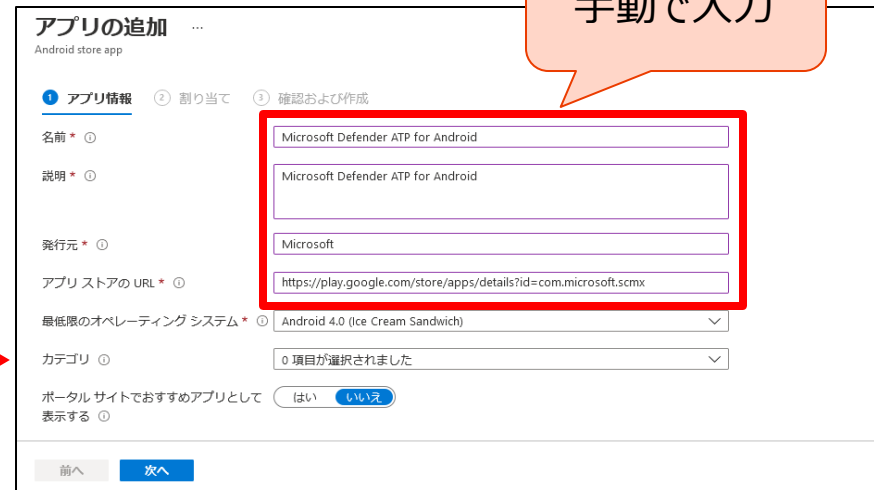 手動で入力
アプリの追加 …
Android store app
1 アプリ情報 2 割り当て 3 確認および作成
名前 * Microsoft Defender ATP for Android
説明 * Microsoft Defender ATP for Android
発行元 * Microsoft
アプリ ストアの URL * https://play.google.com/store/apps/details?id=com.microsoft.scmx
最低限のオペレーティング システム * Android 4.0 (Ice Cream Sandwich)
カテゴリ 0 項目が選択されました
ポータル サイトでおすすめアプリとして はい いいえ
表示する
前へ 次へ